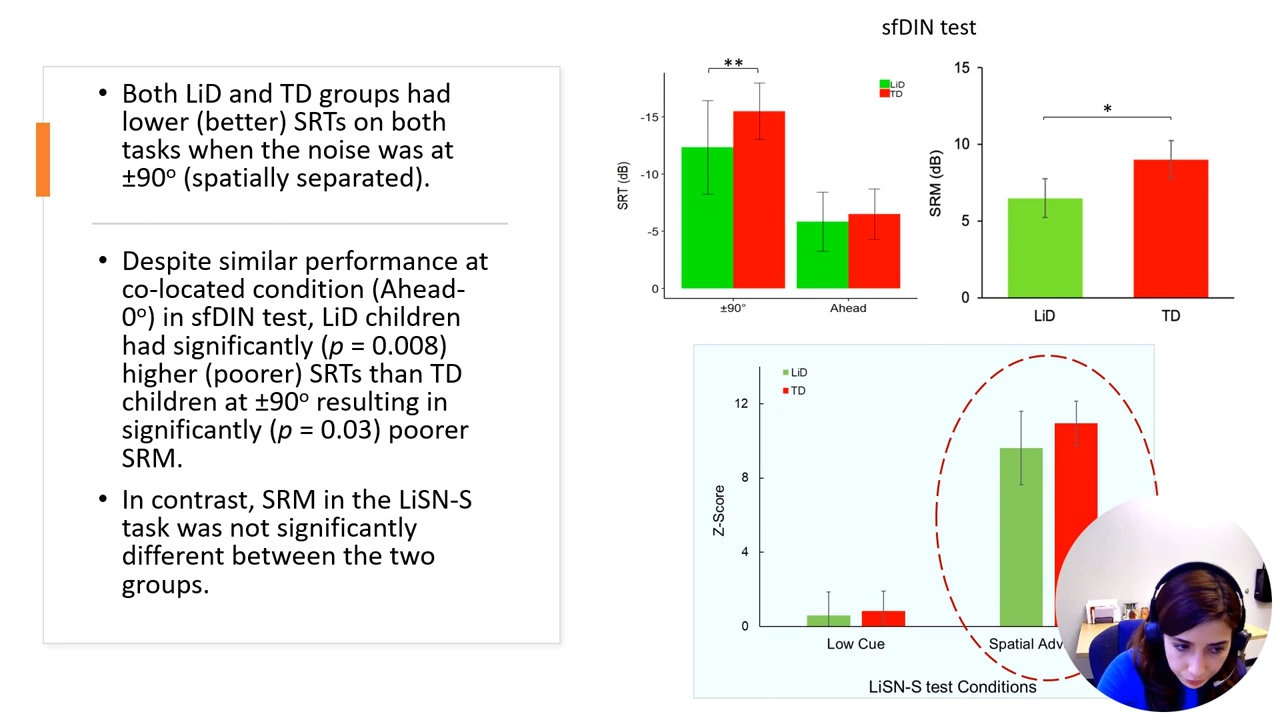 • Both LiD and TD groups had
lower (better) SRTs on both
tasks when the noise was at
±90º (spatially separated).
• Despite similar performance at
co-located condition (Ahead-
0º) in sfDIN test, LiD children
had significantly (p = 0.008)
higher (poorer) SRTs than TD
children at ±90º resulting in
significantly (p = 0.03) poorer
SRM.
• In contrast, SRM in the LiSN-S
task was not significantly
different between the two
groups.
sfDIN test
**
LiD
TD
SRT (dB)
-15
-10
-5
0
±90°
Ahead
*
SRM (dB)
15
10
5
0
LiD
TD
LiD
TD
Z-Score
12
8
4
0
Low Cue
Spatial Adv
LiSN-S test Conditions